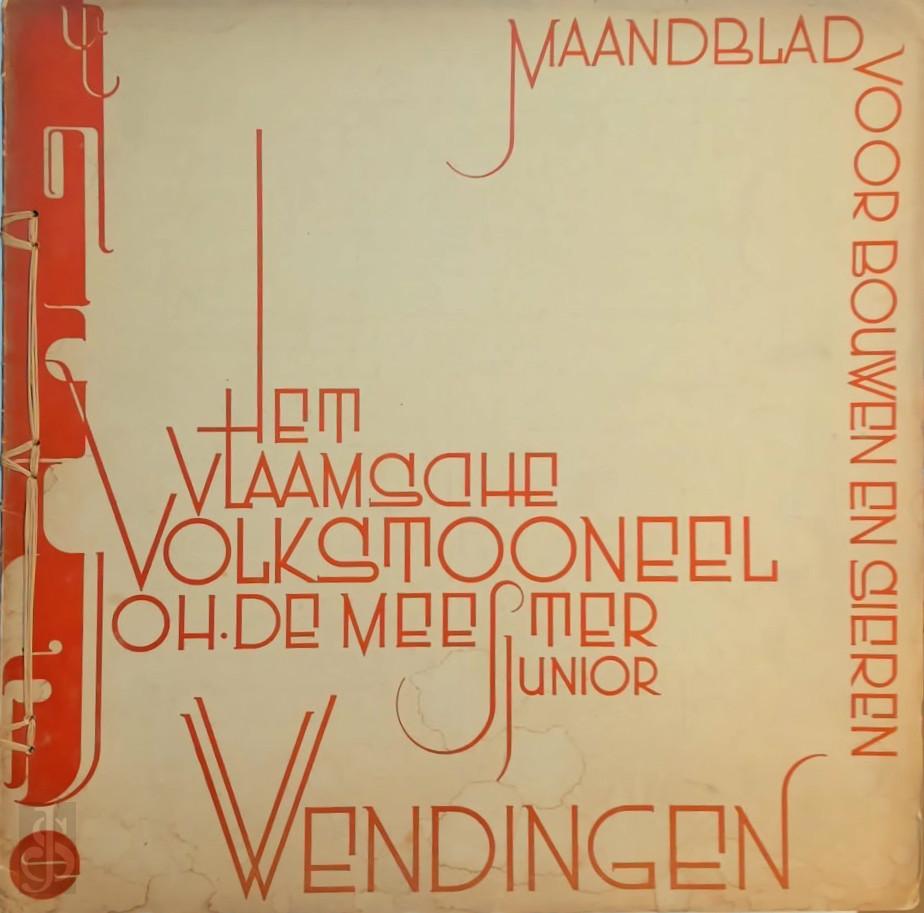 MAANDBLAD
VOOR BOUWEN EN SIEREN
HET
VLAAMSCHE
VOLKSTOONEEL
JOH. DE MEESTER
JUNIOR
WENDINGEN